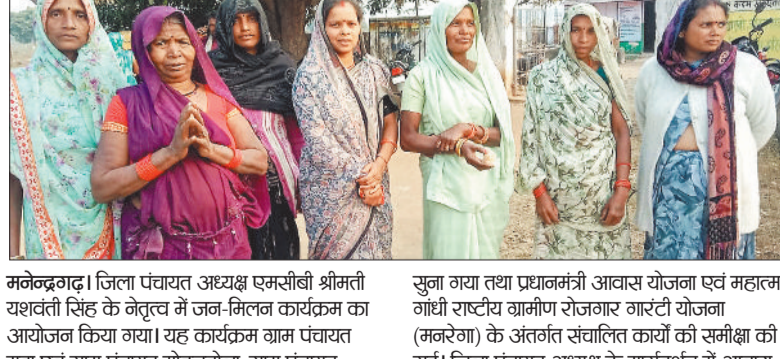 मनेन्द्रगढ़। जिला पंचायत अध्यक्ष एमसीबी श्रीमती
यशवंती सिंह के नेतृत्व में जन-मिलन कार्यक्रम का
आयोजन किया गया। यह कार्यक्रम ग्राम पंचायत
सुना गया तथा प्रधानमंत्री आवास योजना एवं महात्म
गांधी राष्टीय ग्रामीण रोजगार गारंटी योजना
(मनरेगा) के अंतर्गत संचालित कार्यों की समीक्षा की